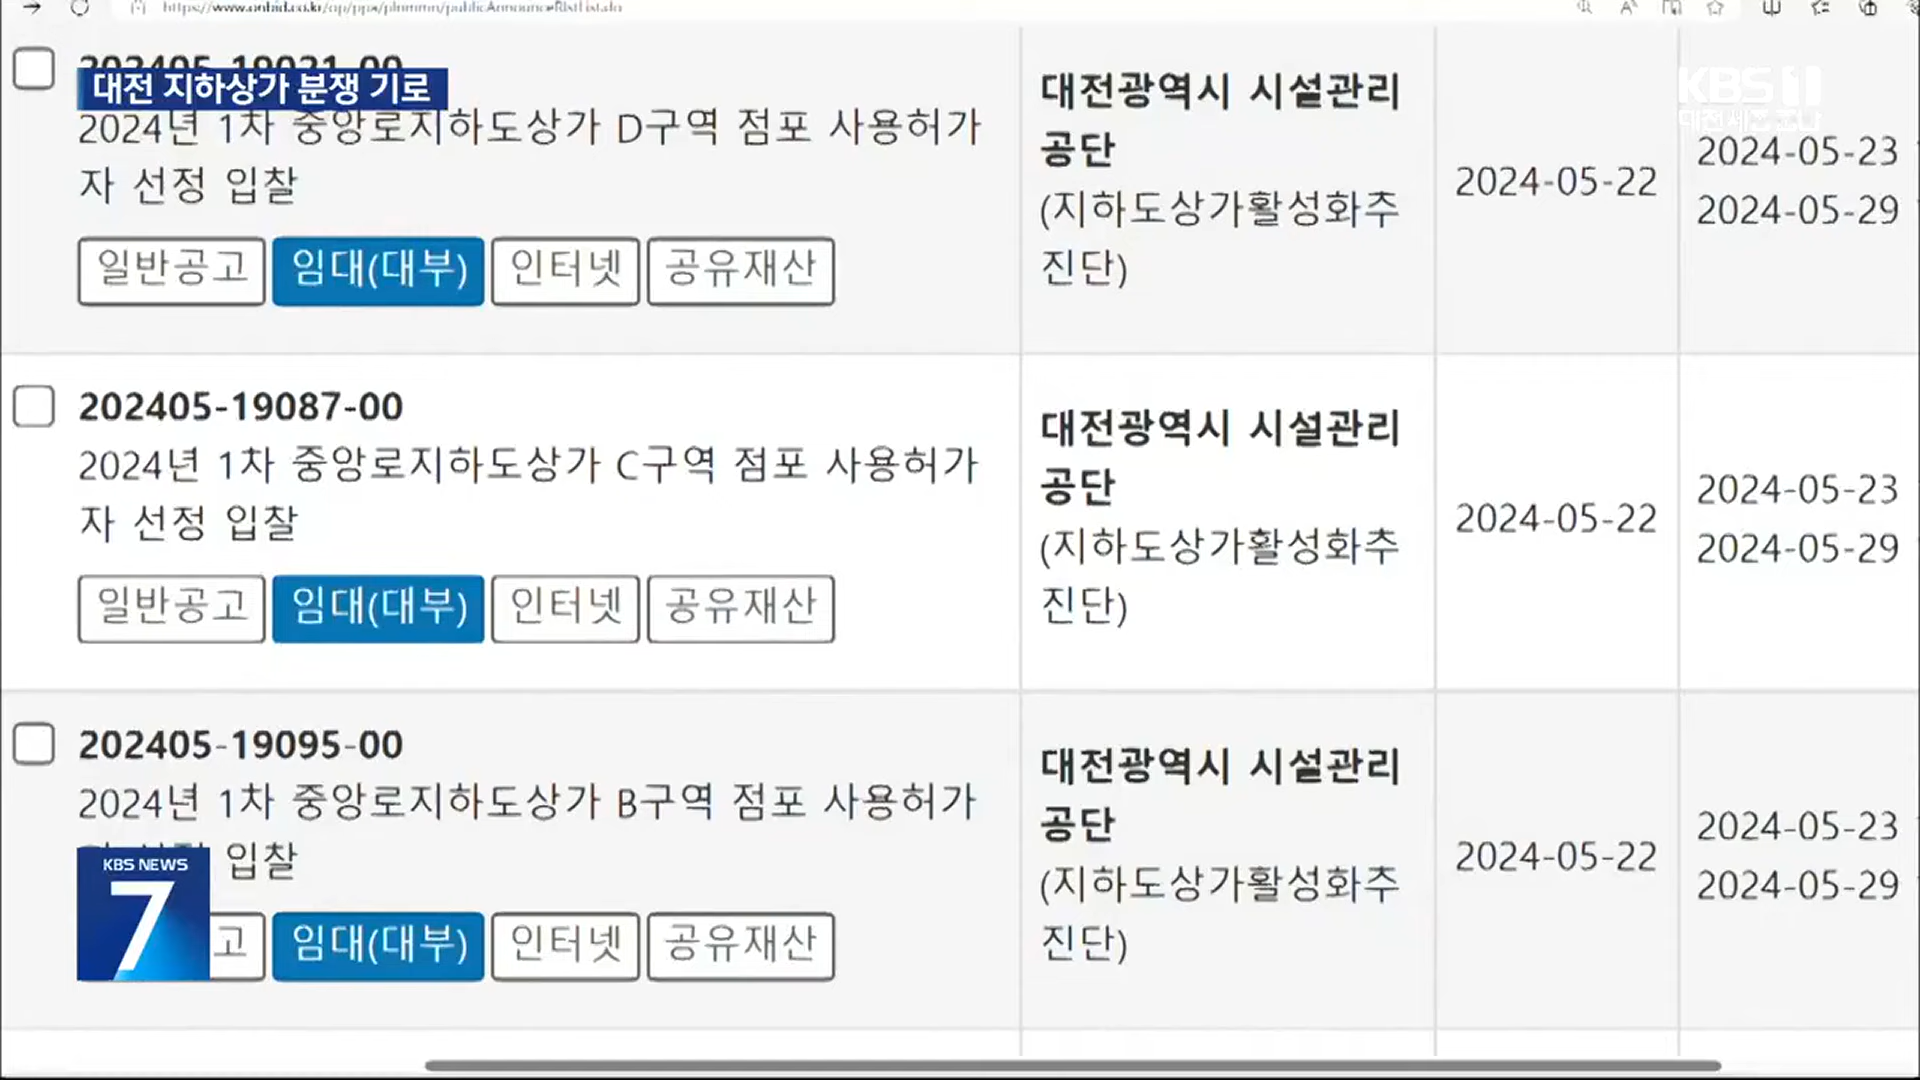 https://www.onbid.co.kr/op/ppa/plnmmn/publicAnnounceRlstList.do
대전 지하상가 분쟁 기로
KBS 1
2024년 1차 중앙로지하도상가 D구역 점포 사용허가
자 선정 입찰
일반공고 임대(대부) 인터넷 공유재산
대전광역시 시설관리
공단
(지하도상가활성화추
진단)
2024-05-22
2024-05-23
2024-05-29
202405-19087-00
2024년 1차 중앙로지하도상가 C구역 점포 사용허가
자 선정 입찰
일반공고 임대(대부) 인터넷 공유재산
대전광역시 시설관리
공단
(지하도상가활성화추
진단)
2024-05-22
2024-05-23
2024-05-29
202405-19095-00
2024년 1차 중앙로지하도상가 B구역 점포 사용허가
입찰
고 임대(대부) 인터넷 공유재산
대전광역시 시설관리
공단
(지하도상가활성화추
진단)
2024-05-22
2024-05-23
2024-05-29
KBS NEWS
7